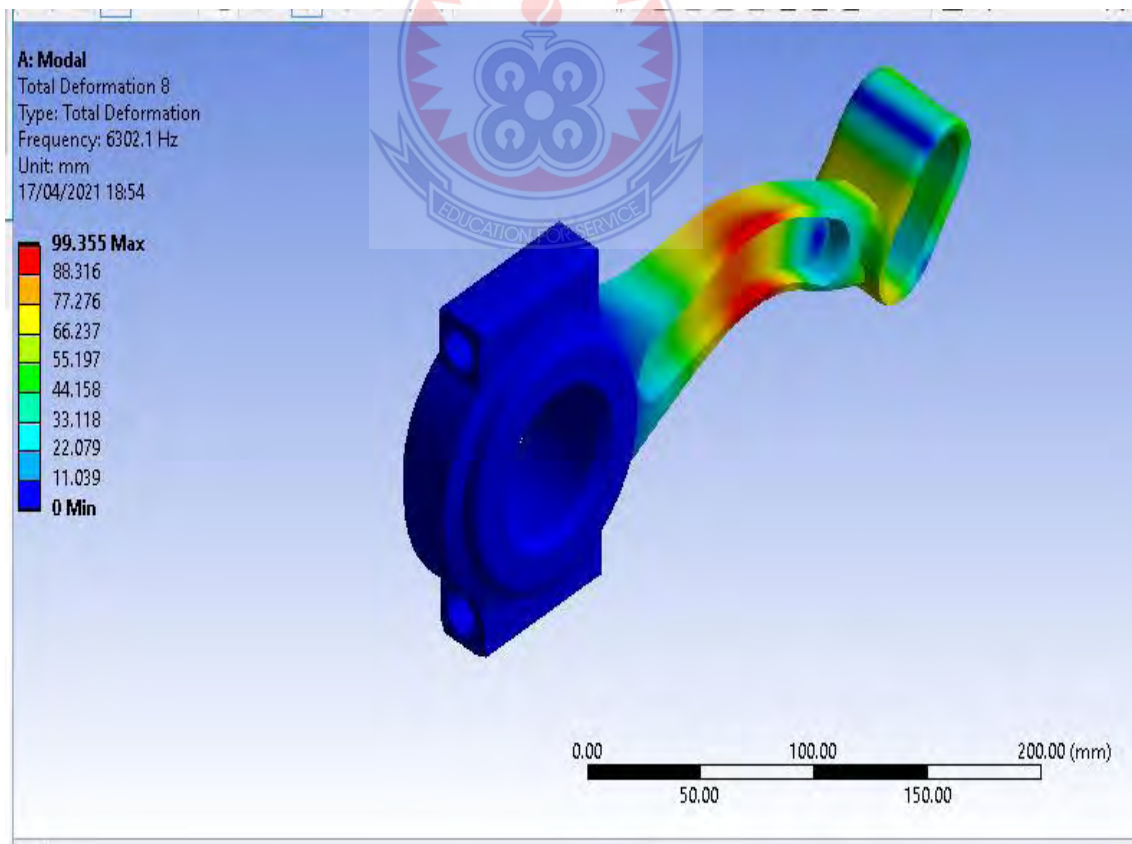 A: Modal
Total Deformation 8
Type: Total Deformation
Frequency: 6302.1 Hz
Unit: mm
17/04/2021 18:54
99.355 Max
88.316
77.276
66.237
55.197
44.158
33.118
22.079
11.039
0 Min
EDUCATION FOR SERVICE
0.00 100.00 200.00 (mm)
50.00 150.00